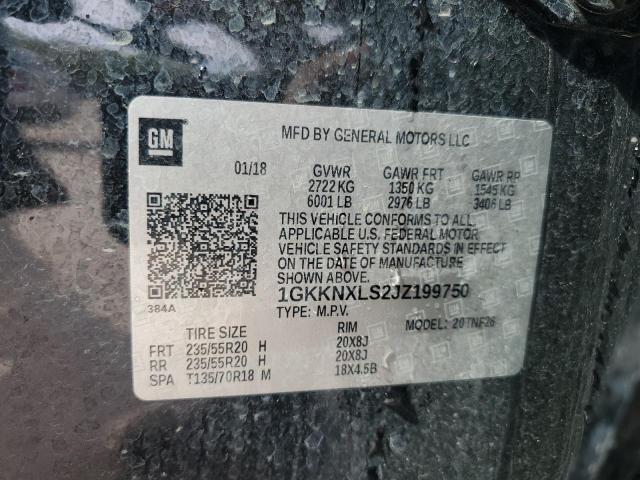 GM
MFD BY GENERAL MOTORS LLC
01/18 GVWR GAWR FRT GAWR RR
2722 KG 1350 KG 1545 KG
6001 LB 2976 LB 3406 LB
THIS VEHICLE CONFORMS TO ALL
APPLICABLE U.S. FEDERAL MOTOR
VEHICLE SAFETY STANDARDS IN EFFECT
ON THE DATE OF MANUFACTURE
SHOWN ABOVE.
1GKKNXLS2JZ199750
384A
TYPE: M.P.V. MODEL: 20TNF26
TIRE SIZE RIM
FRT 235/55R20 H 20X8J
RR 235/55R20 H 20X8J
SPA T135/70R18 M 18X4.5B